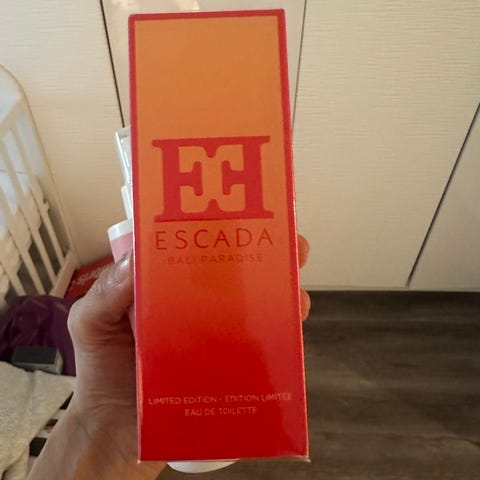 ESCADA
BALI PARADISE
LIMITED EDITION - EDITION LIMITÉE
EAU DE TOILETTE